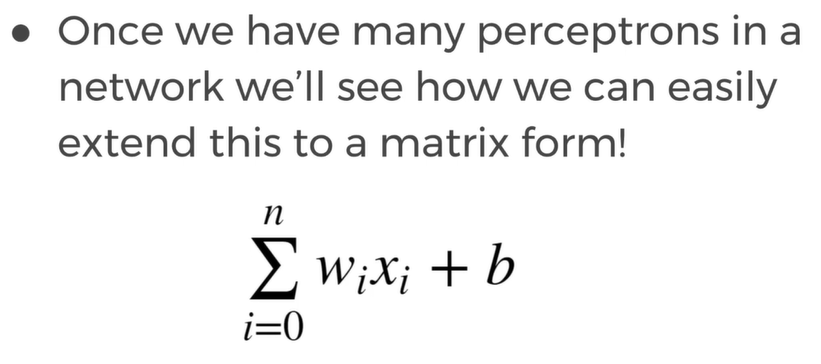 • Once we have many perceptrons in a
network we'll see how we can easily
extend this to a matrix form!
n
∑ wᵢxᵢ + b
i=0